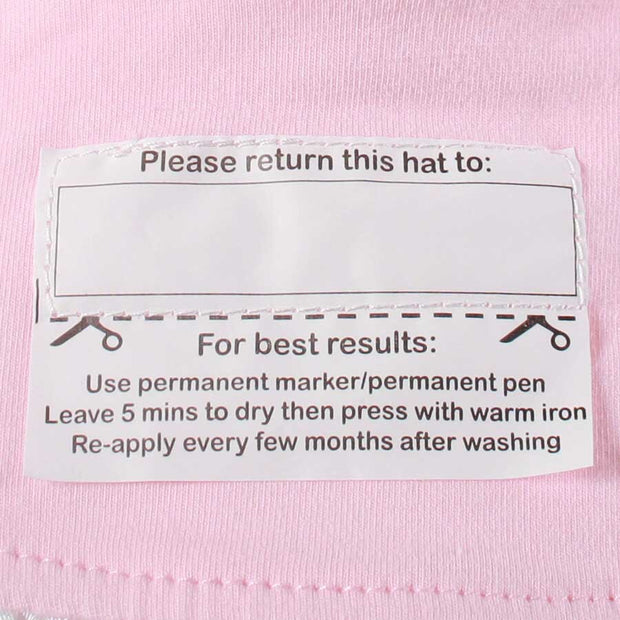 Please return this hat to:
For best results:
Use permanent marker/permanent pen
Leave 5 mins to dry then press with warm iron
Re-apply every few months after washing